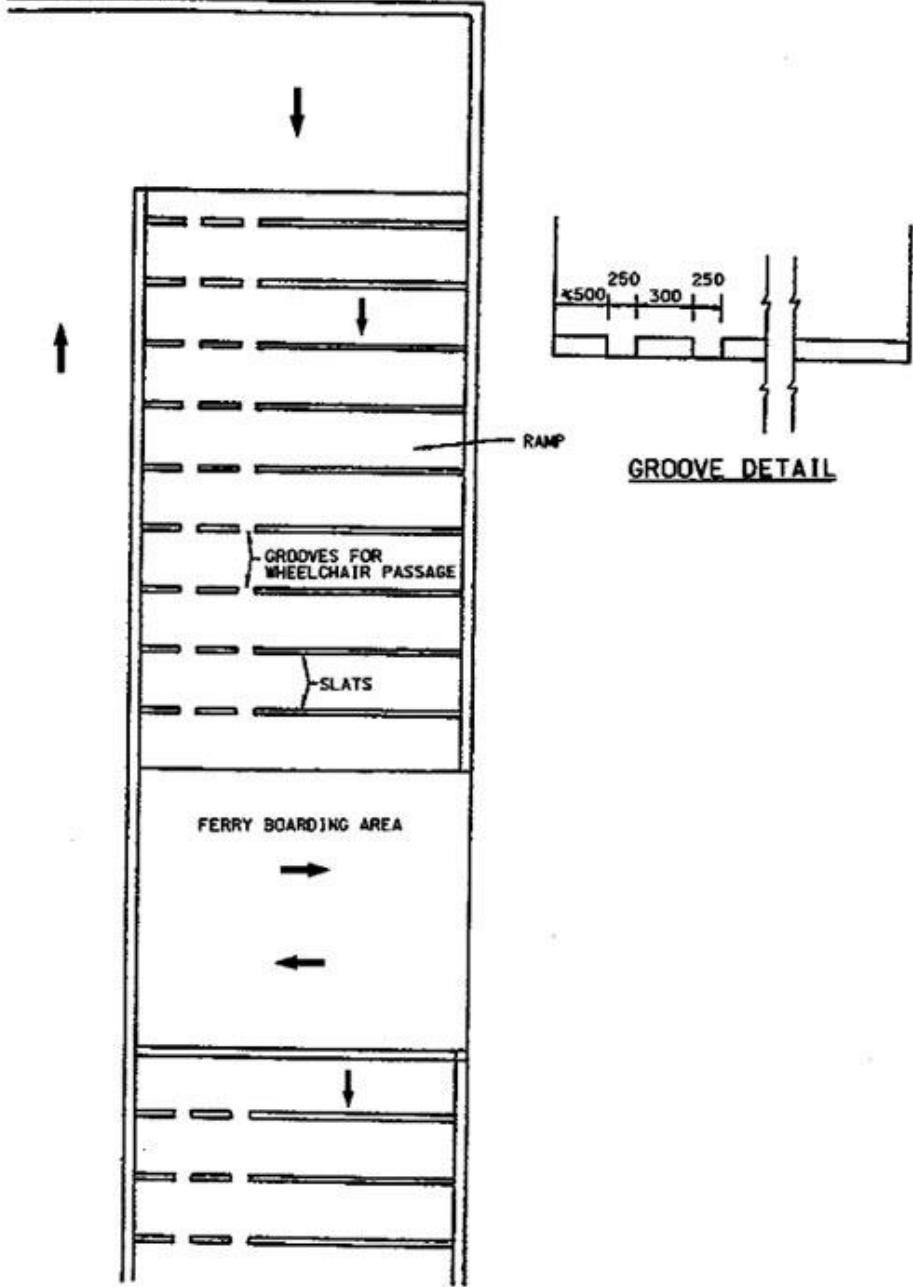 250 250
<500 300
RAMP
GROOVE DETAIL
GROOVES FOR
WHEELCHAIR PASSAGE
SLATS
FERRY BOARDING AREA